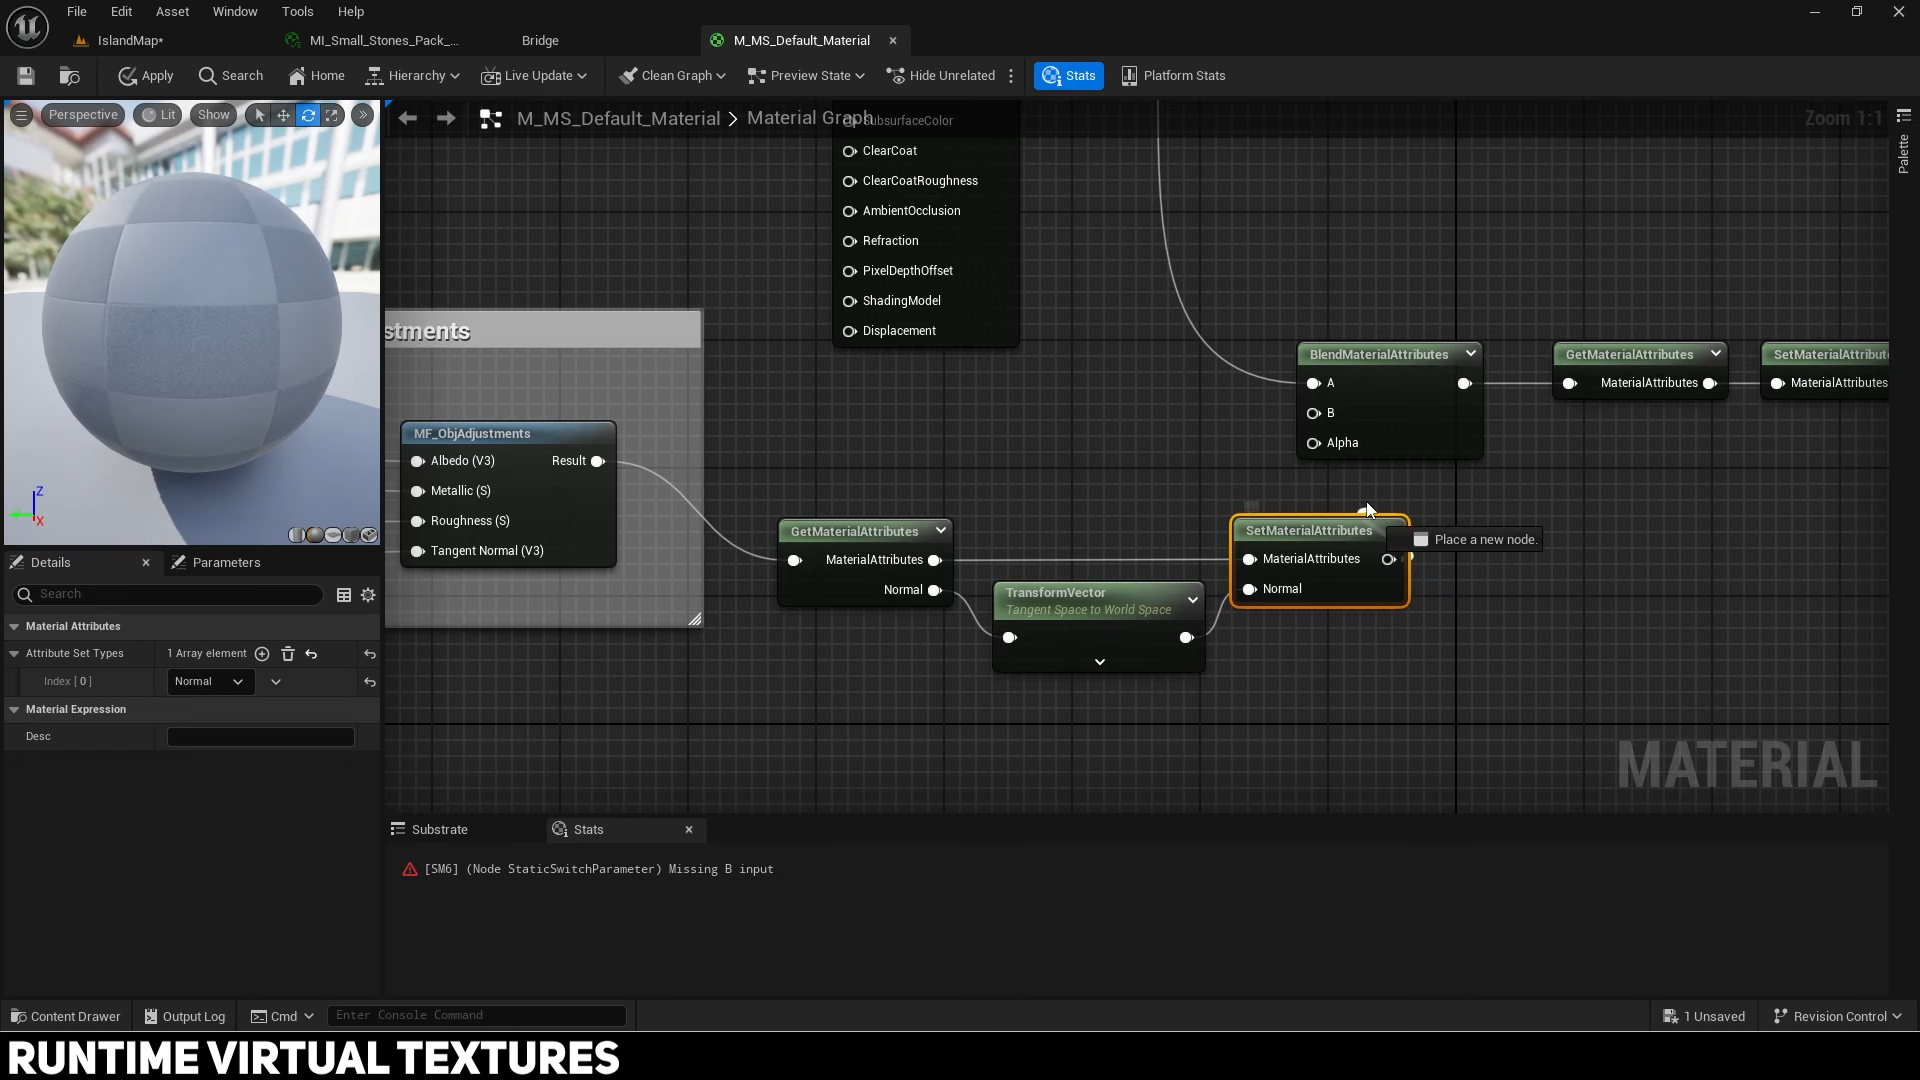 File Edit Asset Window Tools Help
IslandMap* MI_Small_Stones_Pack_... Bridge M_MS_Default_Material
Apply Search Home Hierarchy Live Update Clean Graph Preview State Hide Unrelated Stats Platform Stats
Perspective Lit Show
M_MS_Default_Material > Material Graph
Zoom 1:1
Palette
SubsurfaceColor
ClearCoat
ClearCoatRoughness
AmbientOcclusion
Refraction
PixelDepthOffset
ShadingModel
Displacement
stments
MF_ObjAdjustments
Albedo (V3) Result
Metallic (S)
Roughness (S)
Tangent Normal (V3)
GetMaterialAttributes
MaterialAttributes
Normal
TransformVector
Tangent Space to World Space
SetMaterialAttributes
MaterialAttributes
Normal
Place a new node.
BlendMaterialAttributes
A
B
Alpha
GetMaterialAttributes
MaterialAttributes
SetMaterialAttribut
MaterialAttributes
MATERIAL
Z
X
Details Parameters
Search
Material Attributes
Attribute Set Types 1 Array element
Index [ 0 ] Normal
Material Expression
Desc
Substrate Stats
[SM6] (Node StaticSwitchParameter) Missing B input
Content Drawer Output Log Cmd Enter Console Command 1 Unsaved Revision Control
RUNTIME VIRTUAL TEXTURES